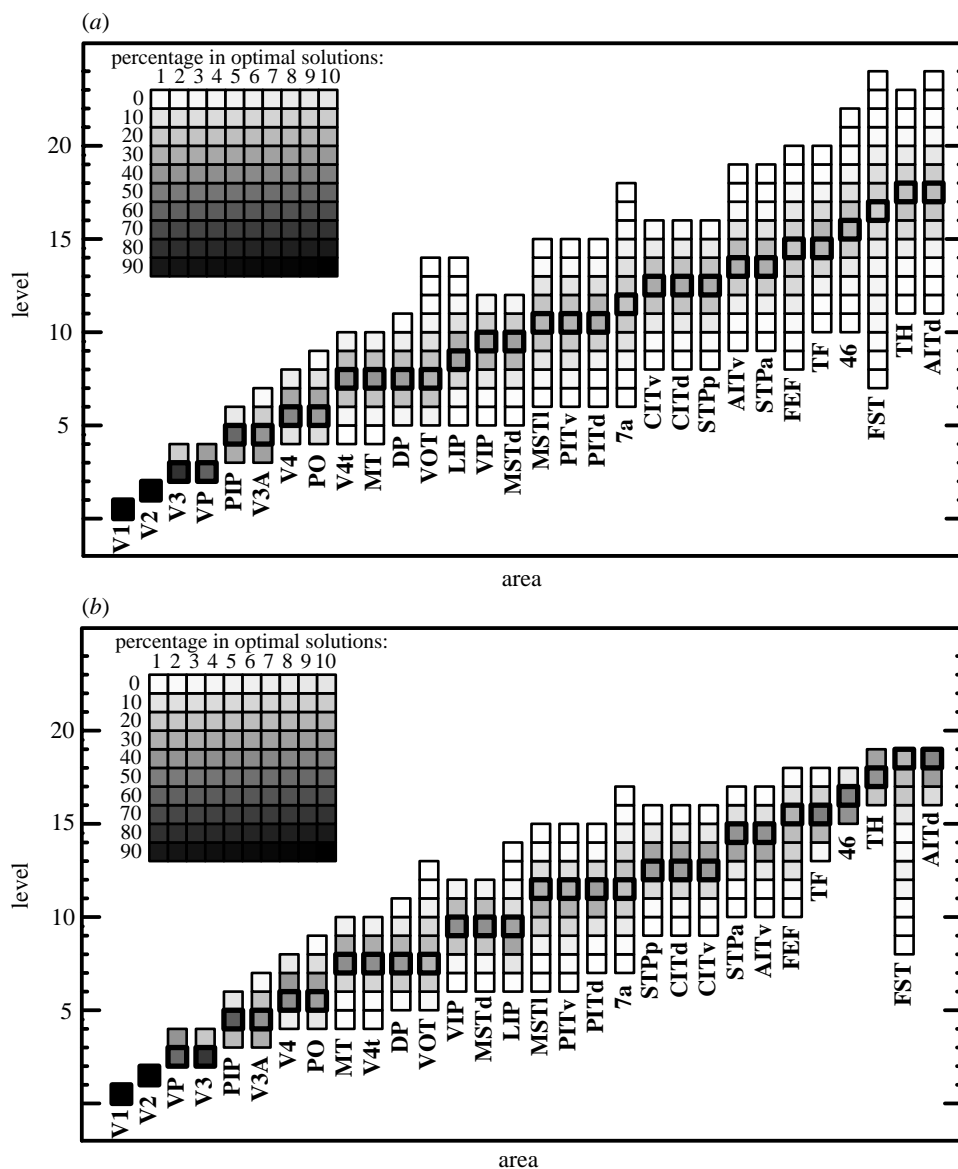 (a)
percentage in optimal solutions:
1 2 3 4 5 6 7 8 9 10
0
10
20
30
40
50
60
70
80
90
20
15
10
5
level
V1 V2 V3 VP PIP V3A V4 PO V4t MT DP VOT LIP VIP MSTd MSTl PITv PITd 7a CITv CITd STPp AITv STPa FEF TF 46 FST TH AITd
area
(b)
percentage in optimal solutions:
1 2 3 4 5 6 7 8 9 10
0
10
20
30
40
50
60
70
80
90
20
15
10
5
level
V1 V2 VP V3 PIP V3A V4 PO MT V4t DP VOT VIP MSTd LIP MSTl PITv PITd 7a STPp CITd CITv STPa AITv FEF TF 46 TH FST AITd
area